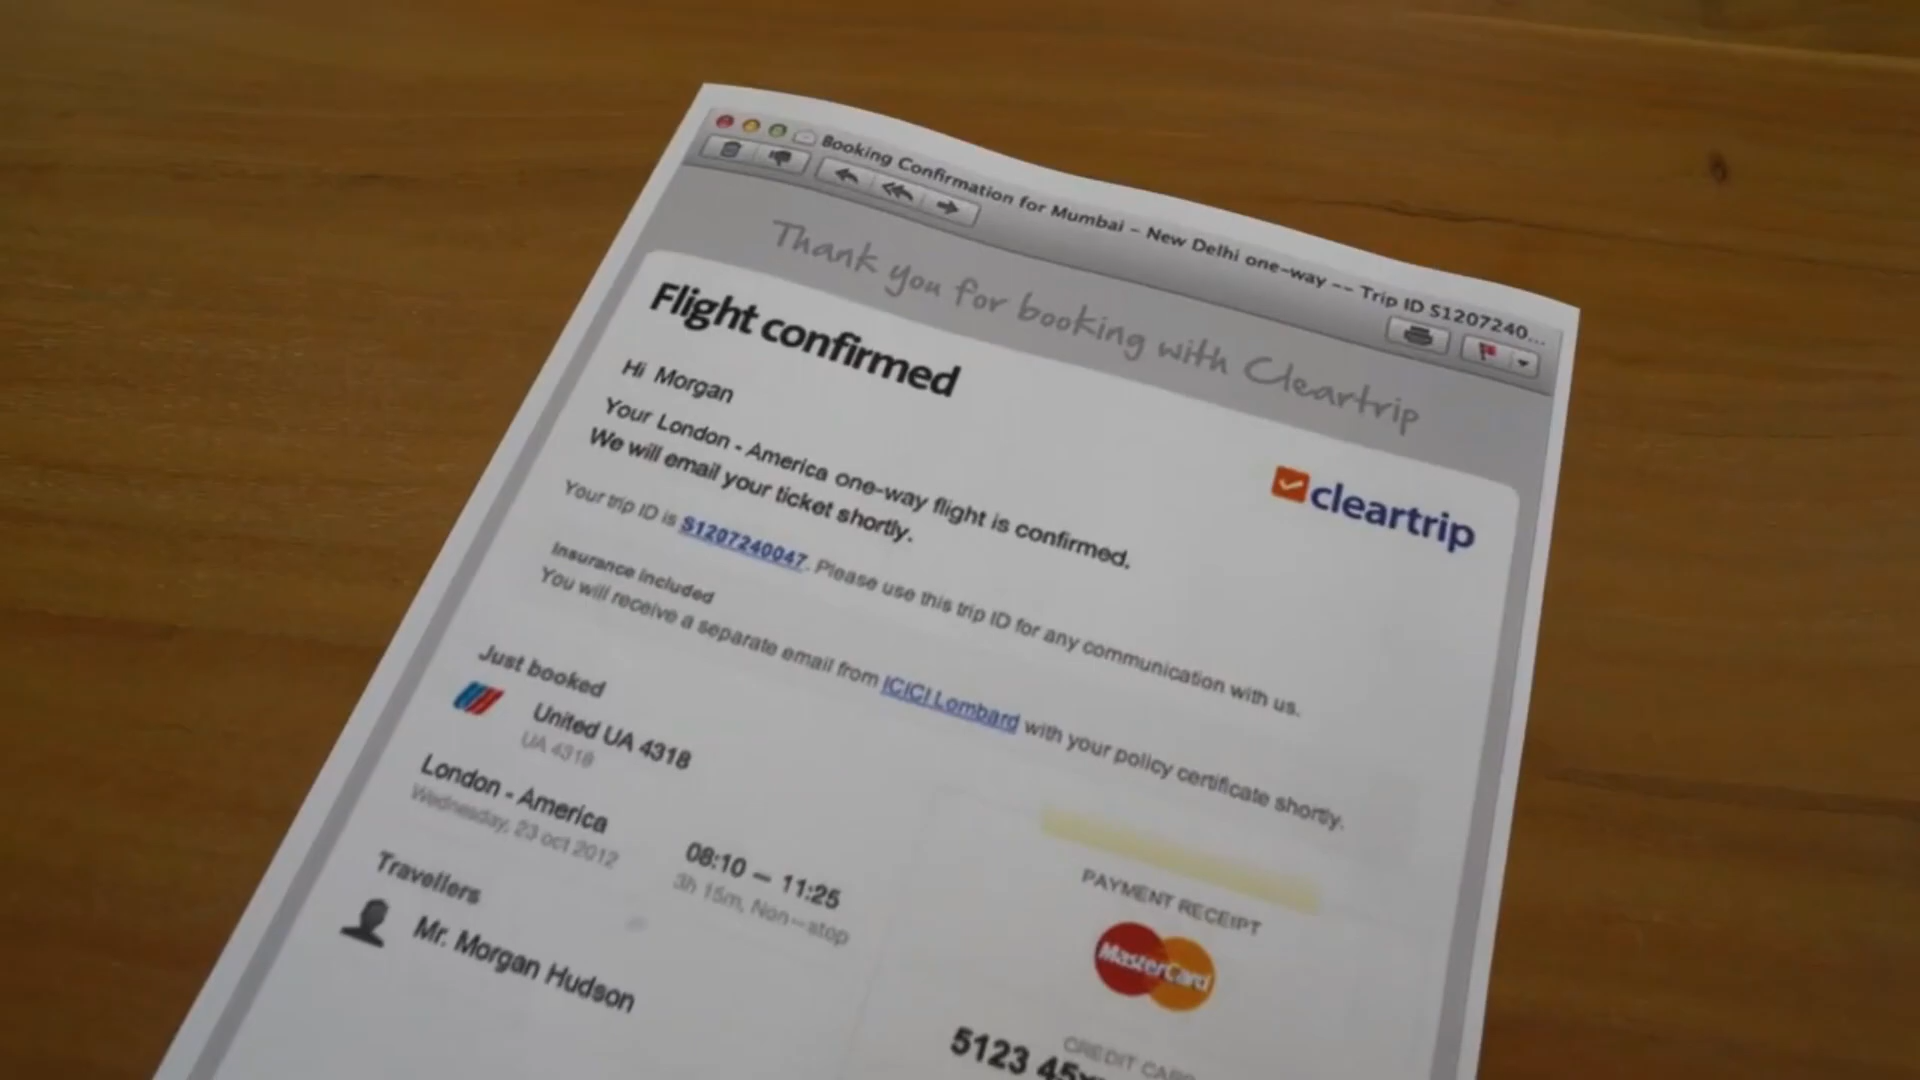 Booking Confirmation for Mumbai - New Delhi one-way -- Trip ID S1207240...
Thank you for booking with Cleartrip
Flight confirmed
cleartrip
Hi Morgan
Your London - America one-way flight is confirmed.
We will email your ticket shortly.
Your trip ID is S1207240047. Please use this trip ID for any communication with us.
Insurance included
You will receive a separate email from ICICI Lombard with your policy certificate shortly.
Just booked
United UA 4318
UA 4318
London - America
Wednesday, 23 oct 2012
08:10 – 11:25
3h 15m, Non-stop
Travellers
Mr. Morgan Hudson
PAYMENT RECEIPT
MasterCard
CREDIT CARD
5123 45